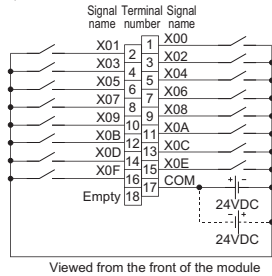 Signal Terminal Signal
name number name
X01 1 X00
X03 2 3 X02
X05 4 5 X04
X07 6 7 X06
X09 8 9 X08
X0B 10 11 X0A
X0D 12 13 X0C
X0F 14 15 X0E
16 17 COM
Empty 18
+ -
24VDC
- +
24VDC
Viewed from the front of the module